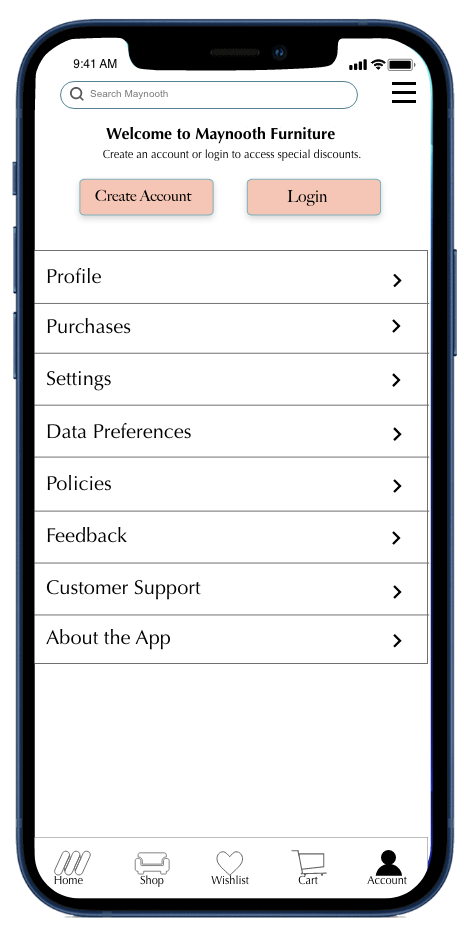 9:41 AM
Search Maynooth
Welcome to Maynooth Furniture
Create an account or login to access special discounts.
Create Account Login
Profile
Purchases
Settings
Data Preferences
Policies
Feedback
Customer Support
About the App
Home Shop Wishlist Cart Account